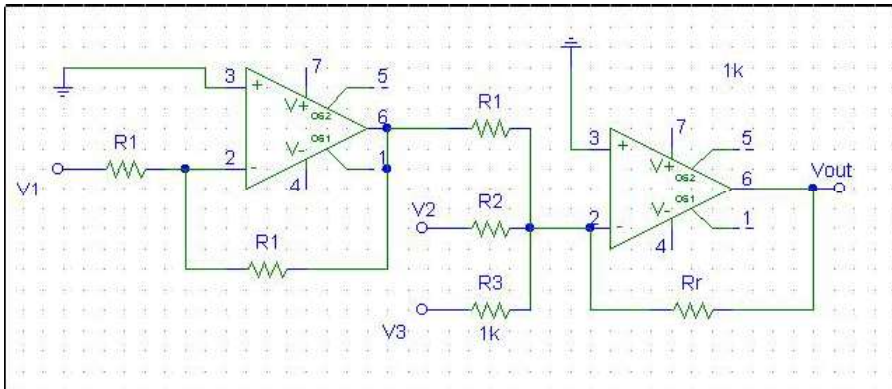 1k
7
3
+
V+
OS2
5
6
OS1
V-
1
2
-
4
R1
V1
R1
R1
V2
R2
R3
V3
1k
7
3
+
V+
OS2
5
6
Vout
OS1
V-
1
2
-
4
Rr